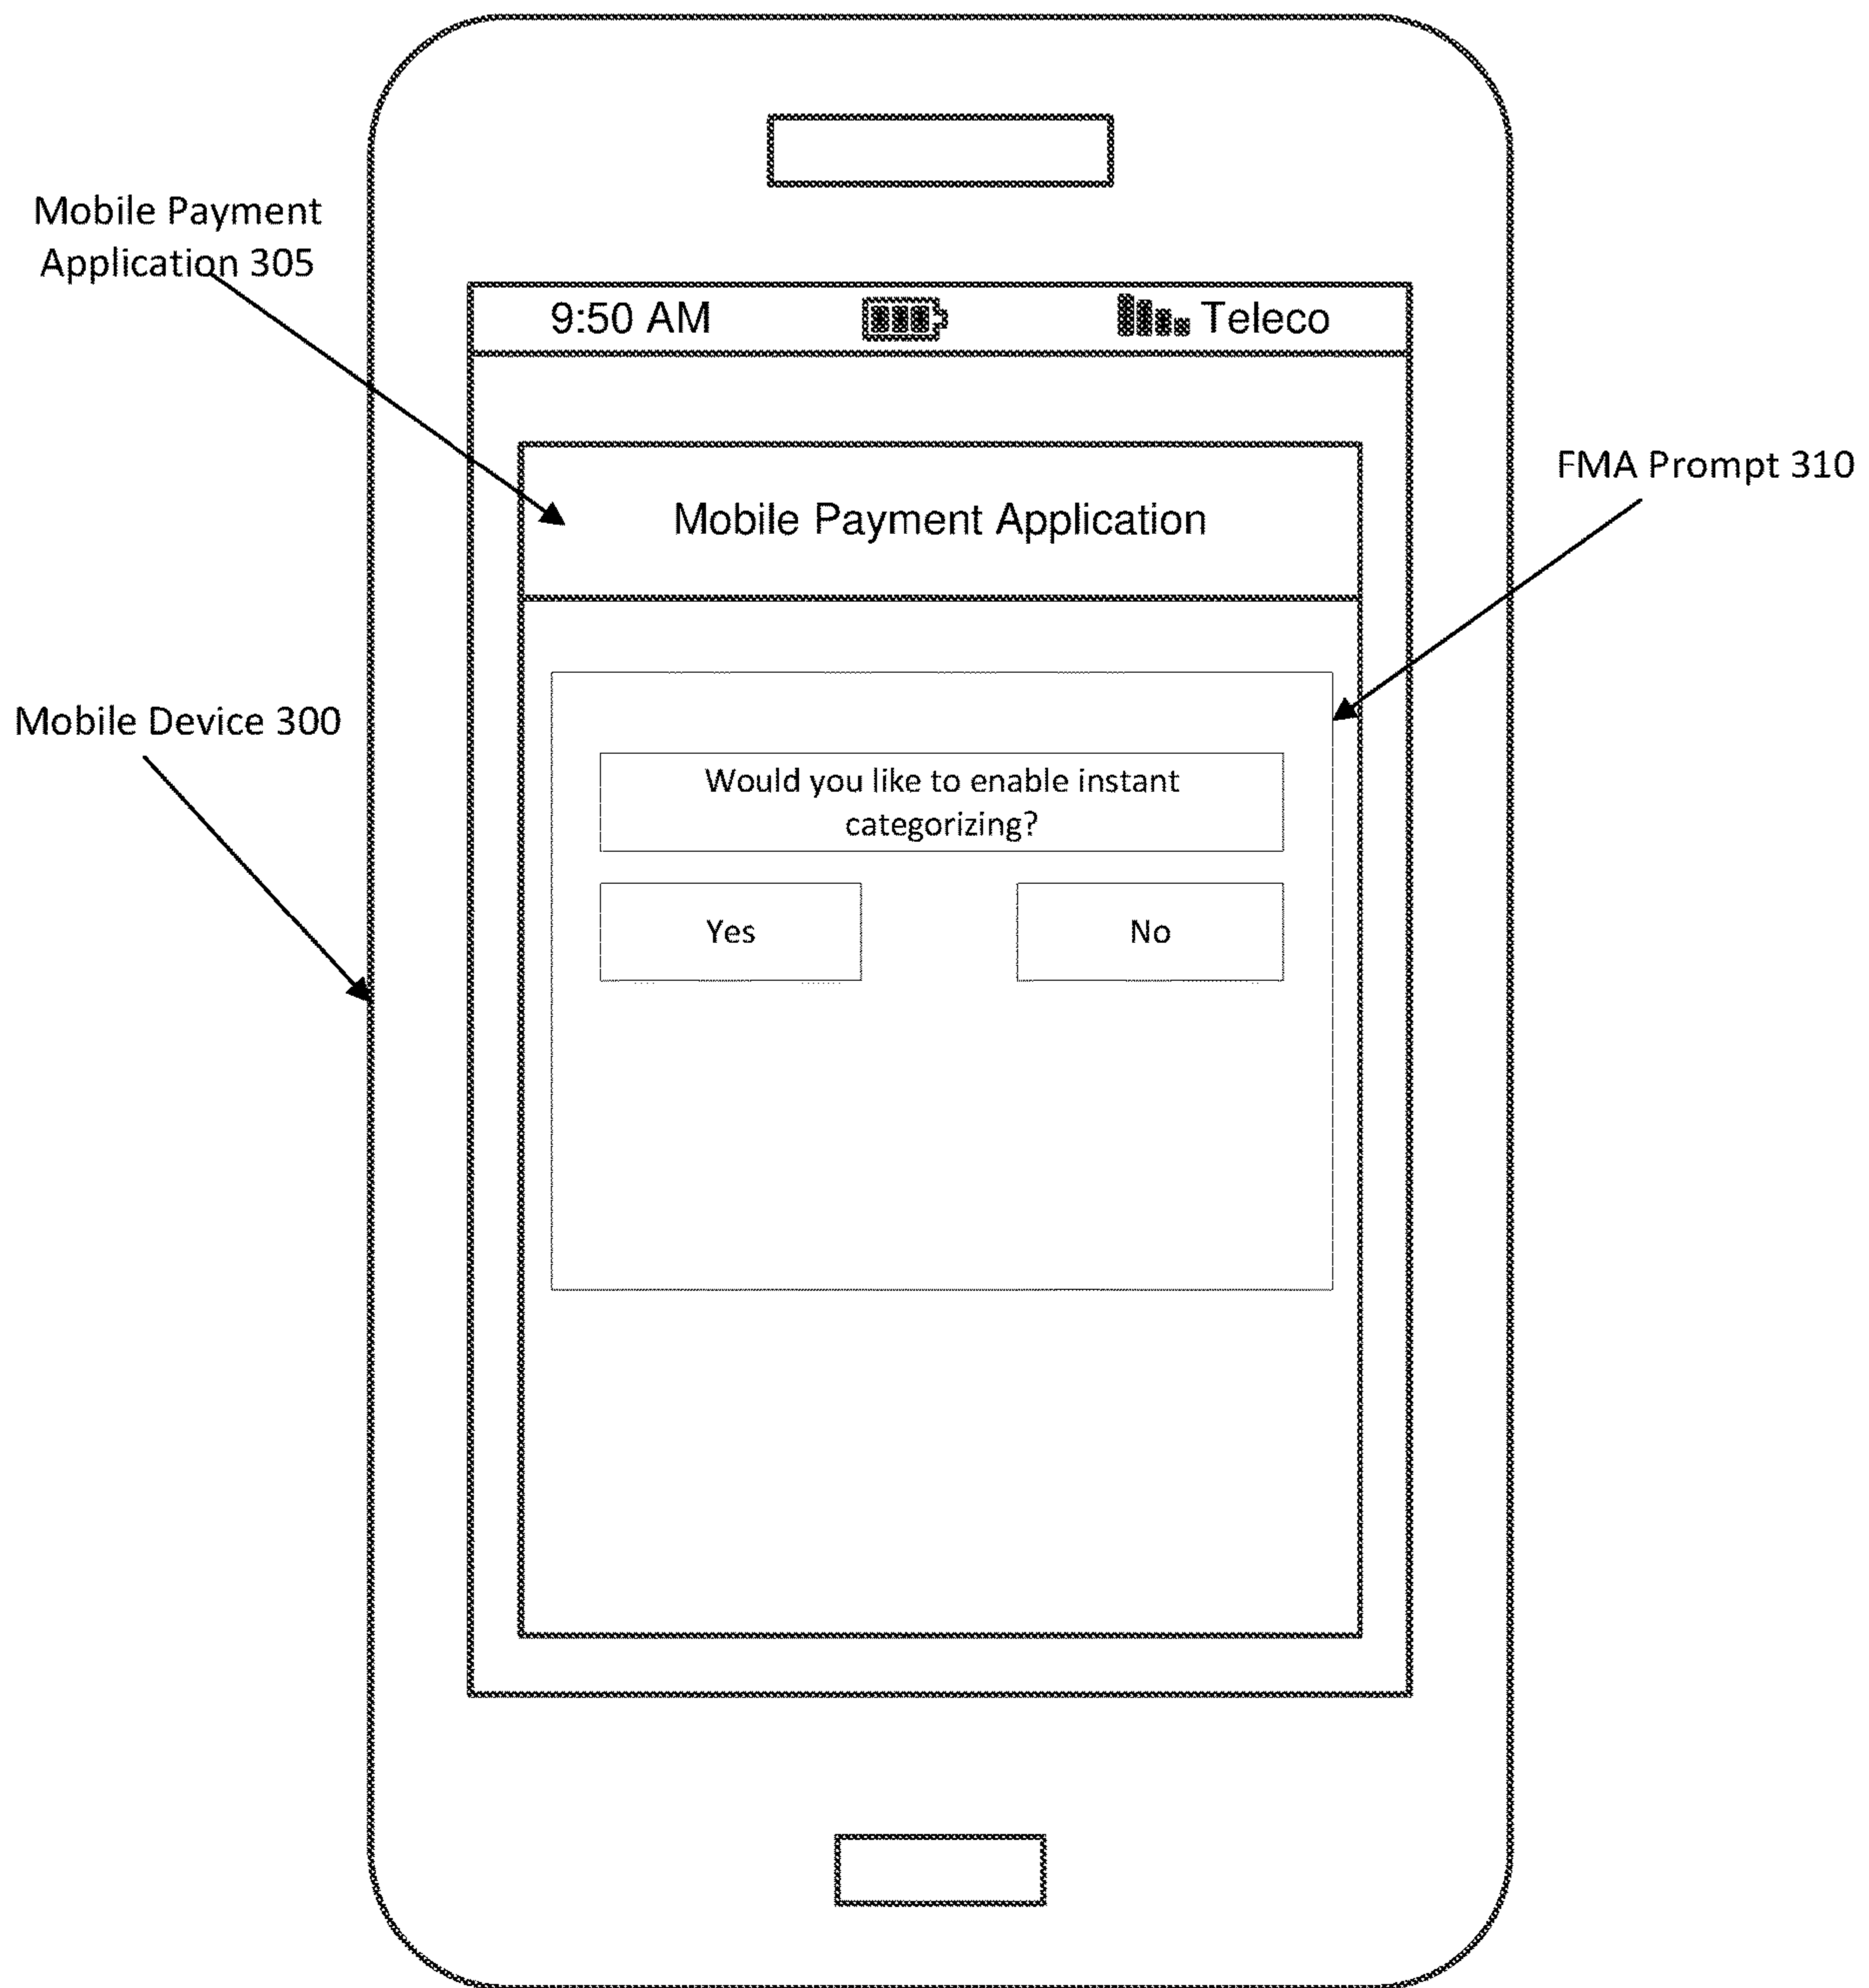 Mobile Payment
Application 305
9:50 AM
Teleco
FMA Prompt 310
Mobile Payment Application
Mobile Device 300
Would you like to enable instant
categorizing?
Yes
No